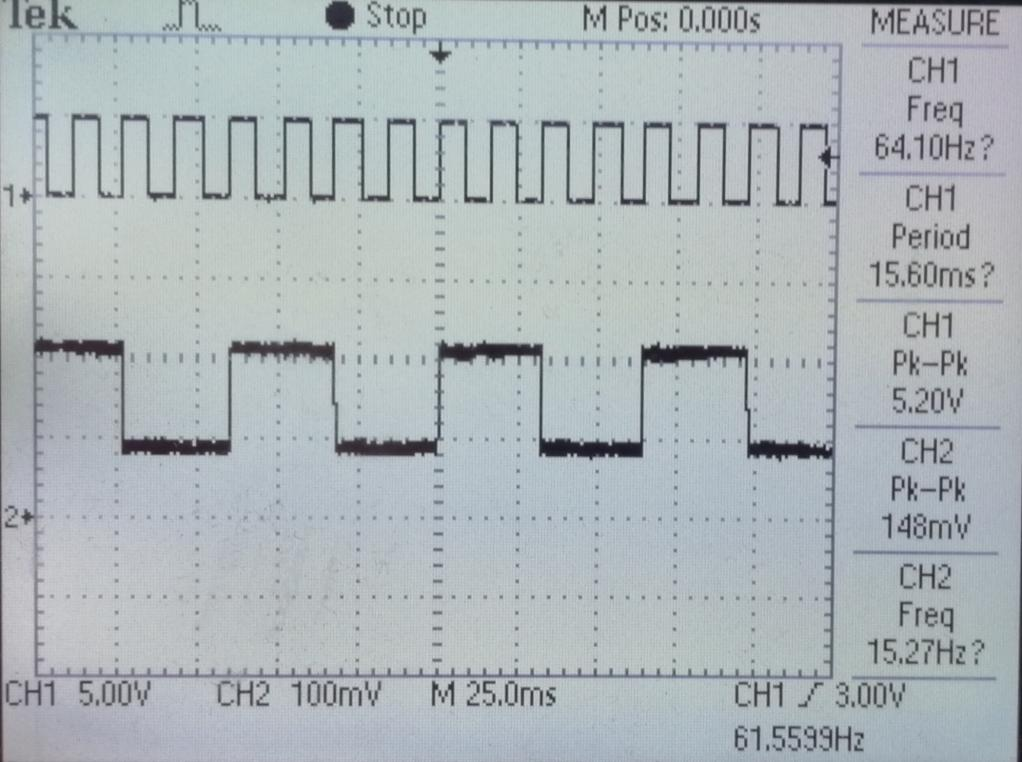 Tek
Stop
M Pos: 0.000s
MEASURE
CH1
Freq
64.10Hz?
CH1
Period
15.60ms?
CH1
Pk-Pk
5.20V
CH2
Pk-Pk
148mV
CH2
Freq
15.27Hz?
1
2
CH1 5.00V
CH2 100mV
M 25.0ms
CH1 3.00V
61.5599Hz